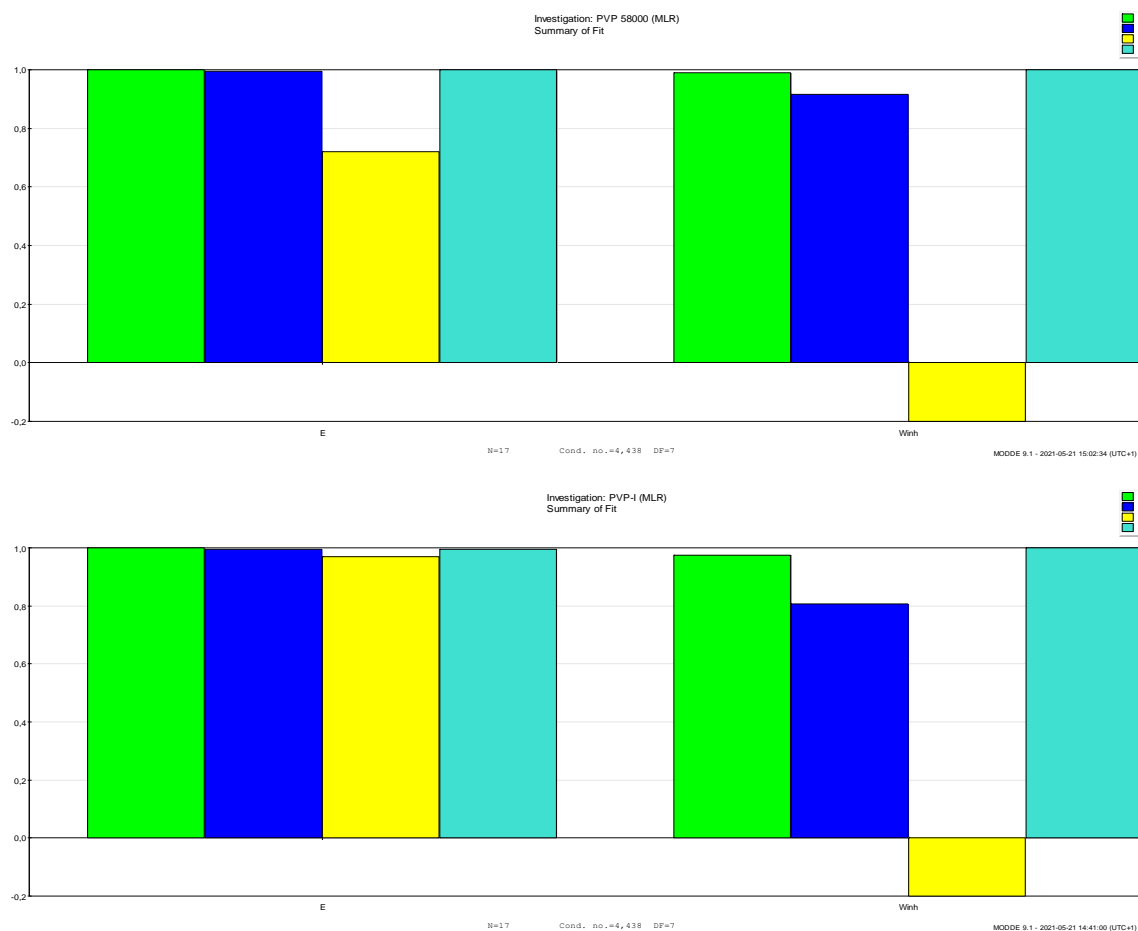 Investigation: PVP 58000 (MLR)
Summary of Fit
1,0
0,8
0,6
0,4
0,2
0,0
-0,2
E
Winh
N=17 Cond. no.=4,438 DF=7
MODDE 9.1 - 2021-05-21 15:02:34 (UTC+1)
Investigation: PVP-I (MLR)
Summary of Fit
1,0
0,8
0,6
0,4
0,2
0,0
-0,2
E
Winh
N=17 Cond. no.=4,438 DF=7
MODDE 9.1 - 2021-05-21 14:41:00 (UTC+1)